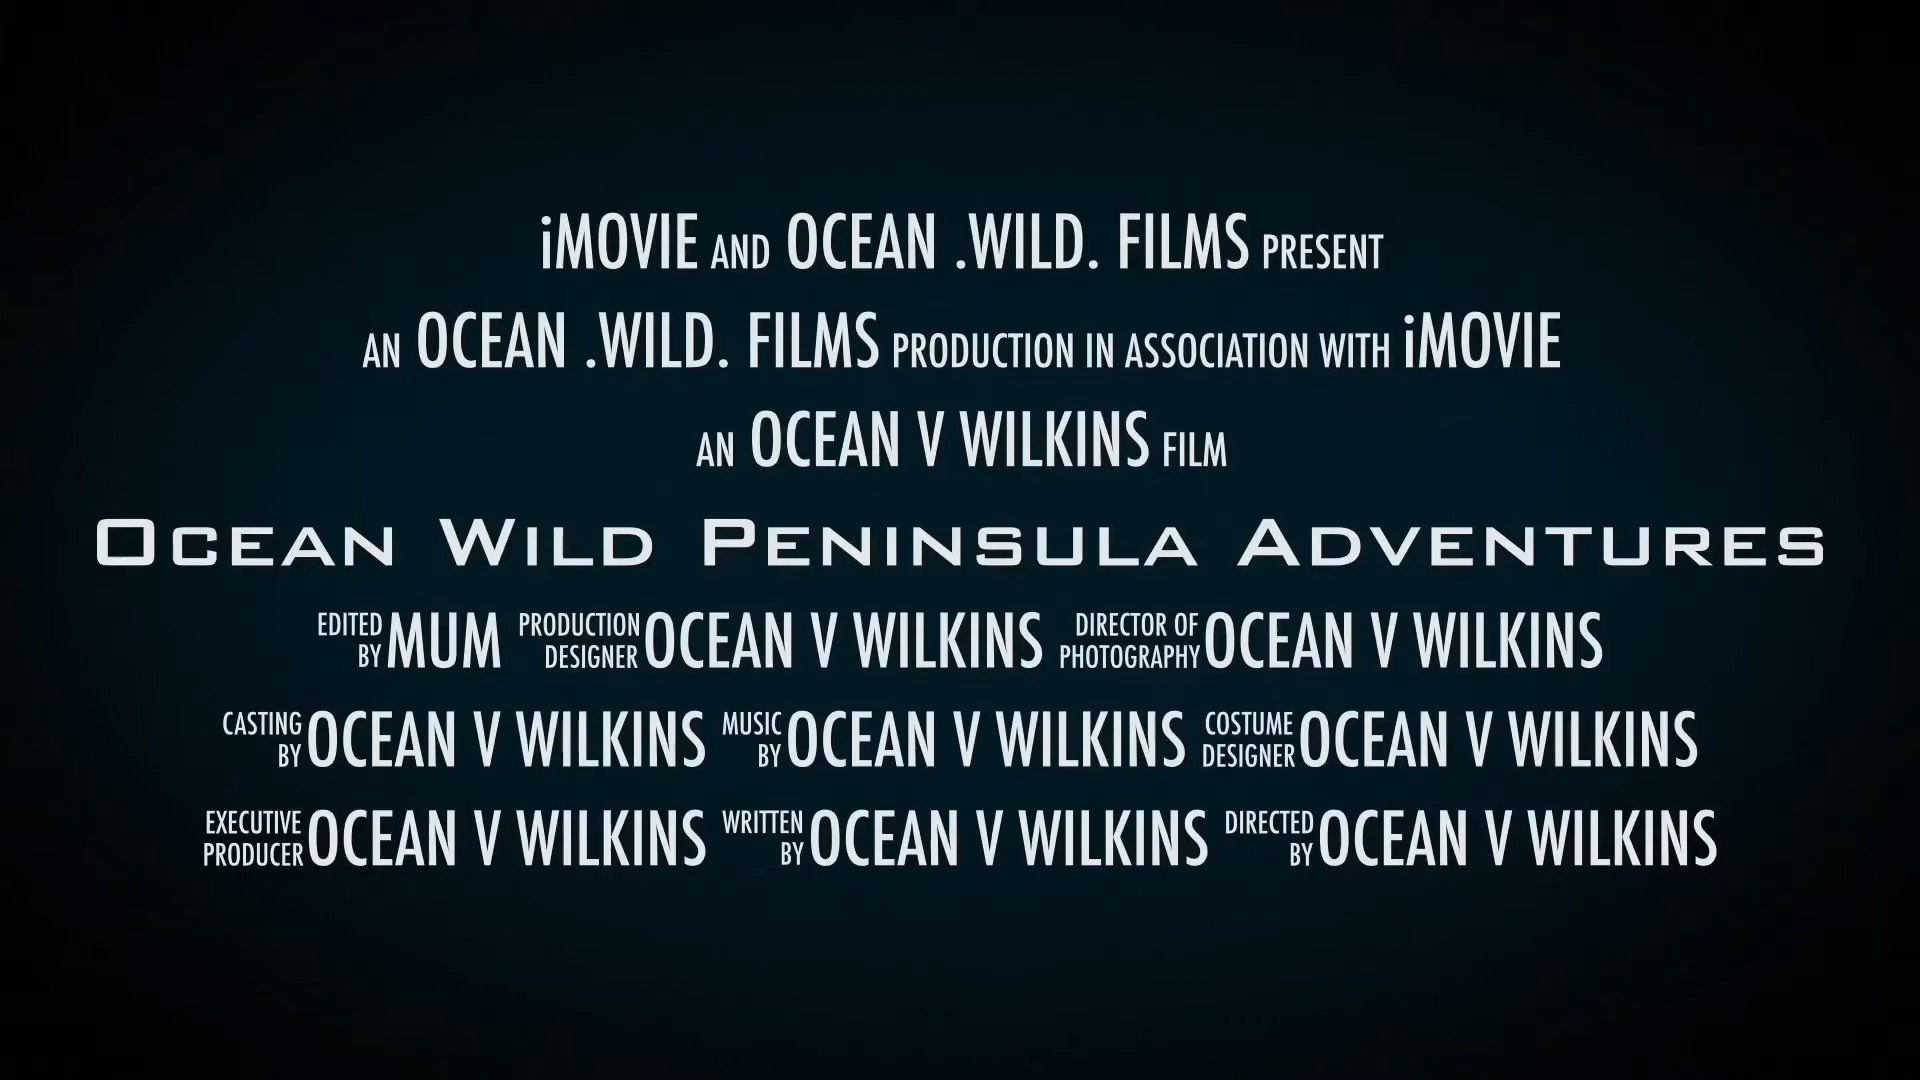 iMOVIE AND OCEAN .WILD. FILMS PRESENT
AN OCEAN .WILD. FILMS PRODUCTION IN ASSOCIATION WITH iMOVIE
AN OCEAN V WILKINS FILM
OCEAN WILD PENINSULA ADVENTURES
EDITED BY MUM PRODUCTION DESIGNER OCEAN V WILKINS DIRECTOR OF PHOTOGRAPHY OCEAN V WILKINS
CASTING BY OCEAN V WILKINS MUSIC BY OCEAN V WILKINS COSTUME DESIGNER OCEAN V WILKINS
EXECUTIVE PRODUCER OCEAN V WILKINS WRITTEN BY OCEAN V WILKINS DIRECTED BY OCEAN V WILKINS